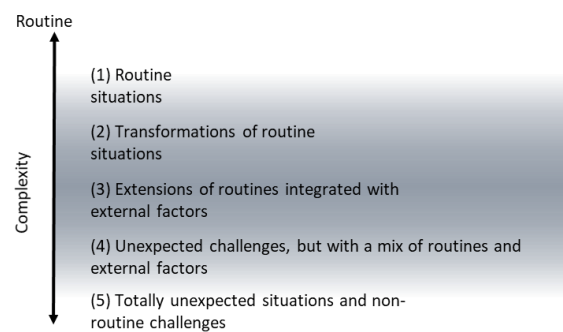 Routine
(1) Routine
situations
(2) Transformations of routine
situations
(3) Extensions of routines integrated with
external factors
(4) Unexpected challenges, but with a mix of routines and
external factors
(5) Totally unexpected situations and non-
routine challenges
Complexity